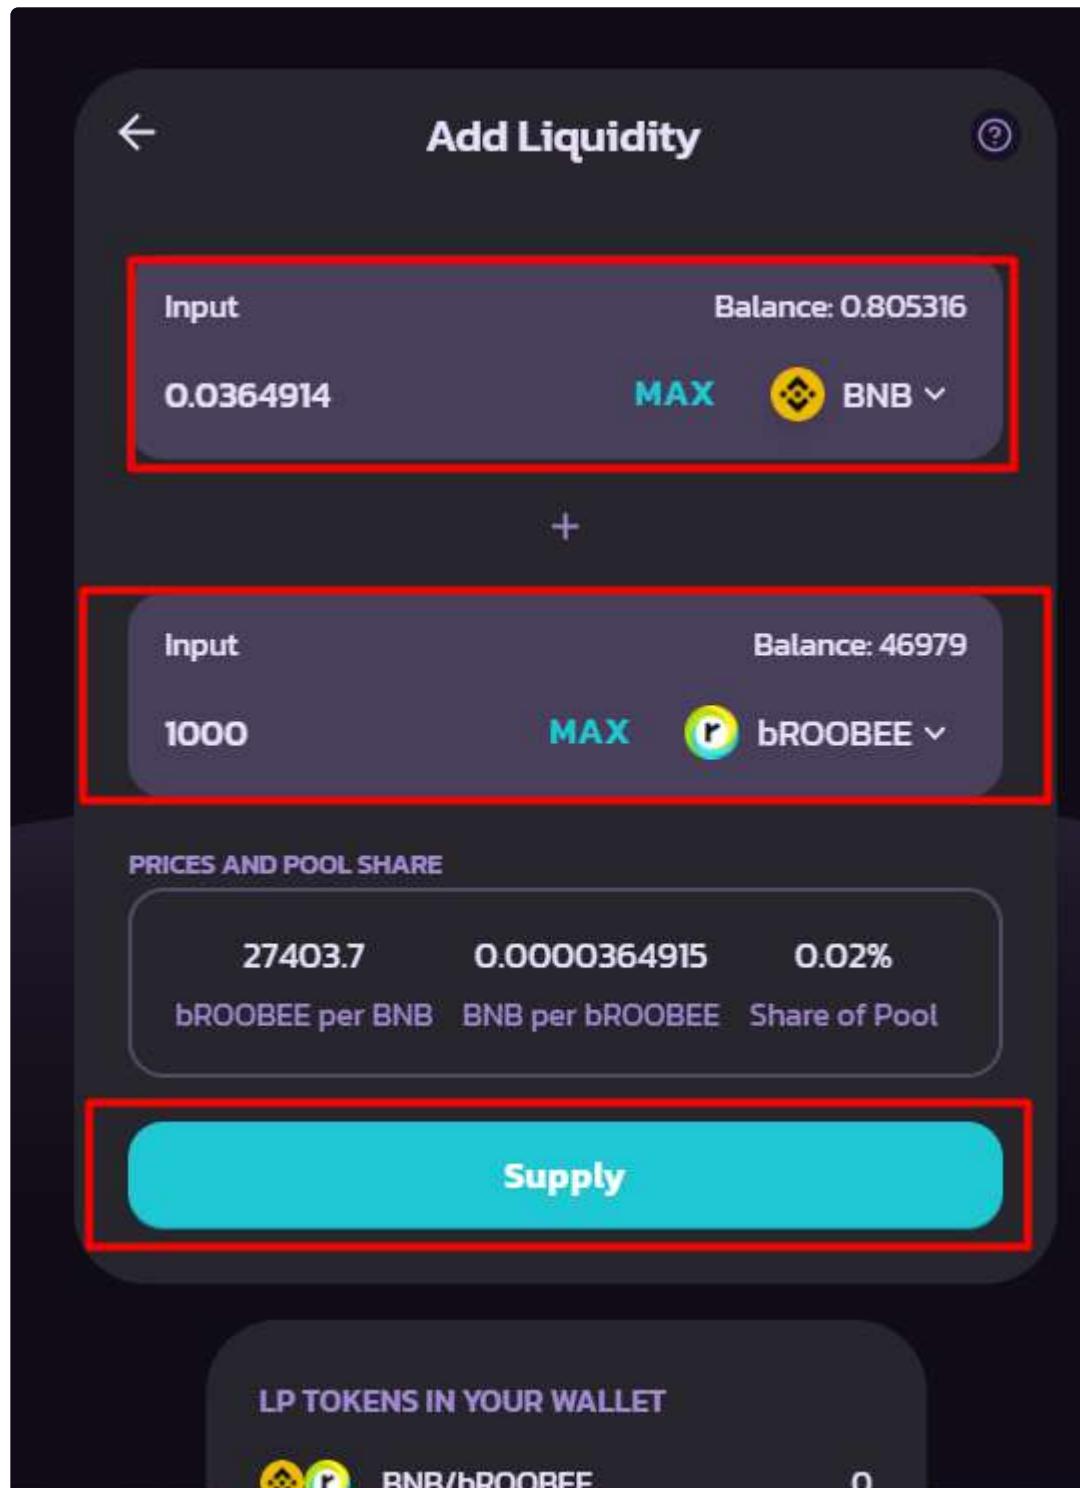 Add Liquidity
Input Balance: 0.805316
0.0364914 MAX BNB
+
Input Balance: 46979
1000 MAX bROOBEE
PRICES AND POOL SHARE
27403.7 0.0000364915 0.02%
bROOBEE per BNB BNB per bROOBEE Share of Pool
Supply
LP TOKENS IN YOUR WALLET
BNB/bROOBEE 0